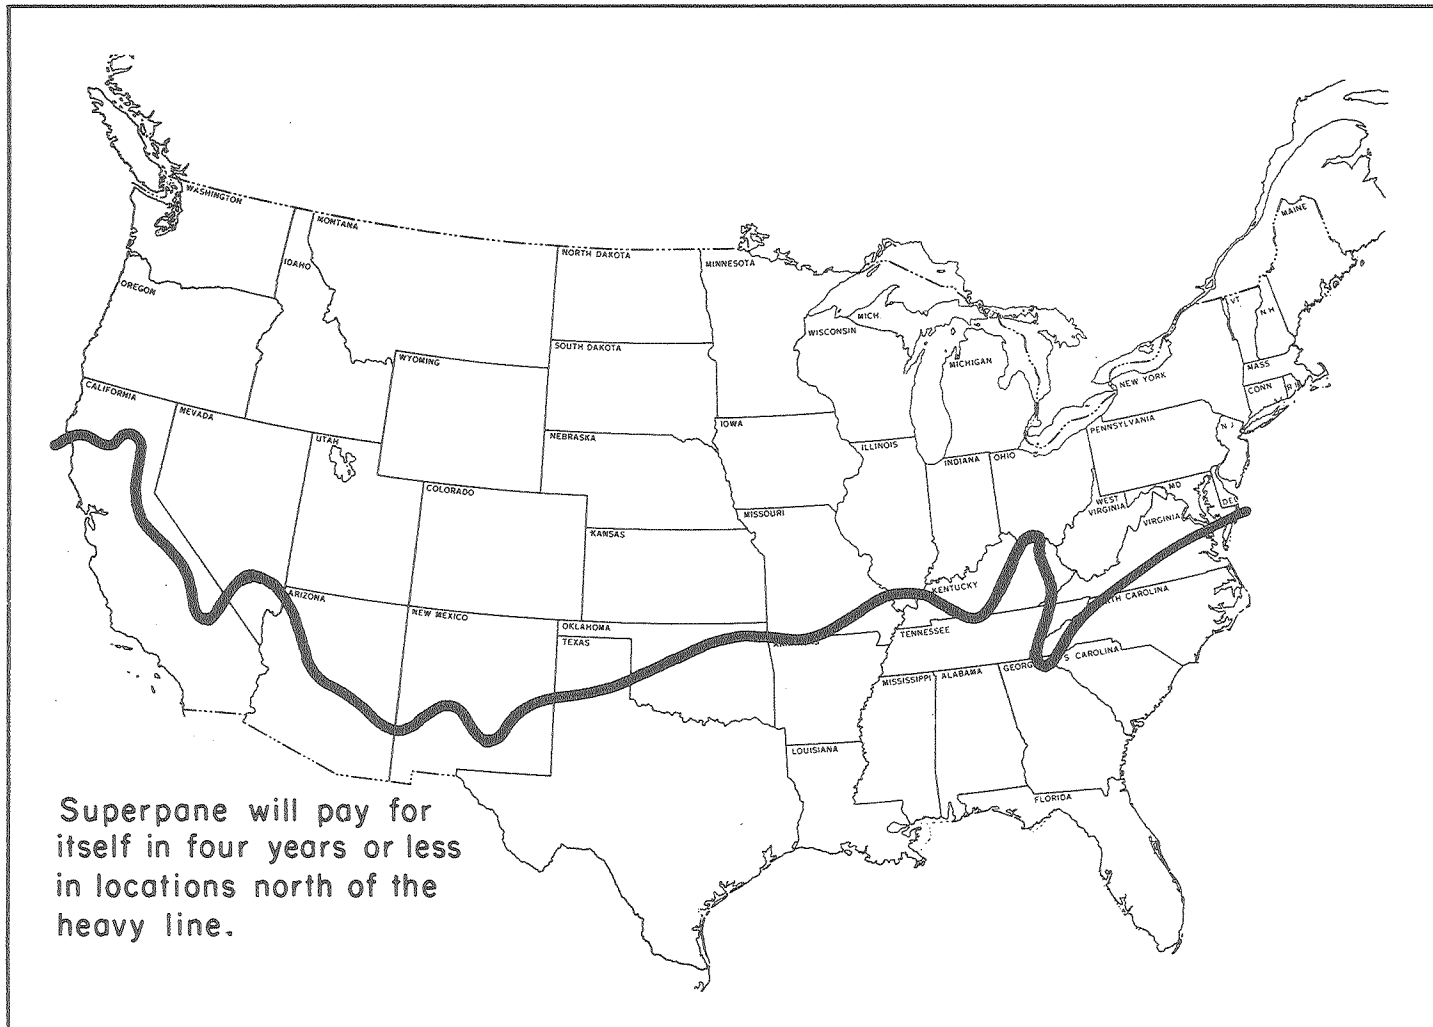 WASHINGTON
MONTANA
NORTH DAKOTA
MINNESOTA
IDAHO
OREGON
MAINE
VT
N H
MICH.
WISCONSIN
SOUTH DAKOTA
WYOMING
MICHIGAN
MASS
NEW YORK
CONN
R I
CALIFORNIA
NEVADA
IOWA
PENNSYLVANIA
N J
UTAH
NEBRASKA
ILLINOIS
INDIANA
OHIO
COLORADO
MD
WEST
VIRGINIA
DEL
MISSOURI
VIRGINIA
KANSAS
KENTUCKY
ARIZONA
NEW MEXICO
OKLAHOMA
TEXAS
CAROLINA
TENNESSEE
S CAROLINA
MISSISSIPPI
ALABAMA
LOUISIANA
FLORIDA
Superpane will pay for
itself in four years or less
in locations north of the
heavy line.